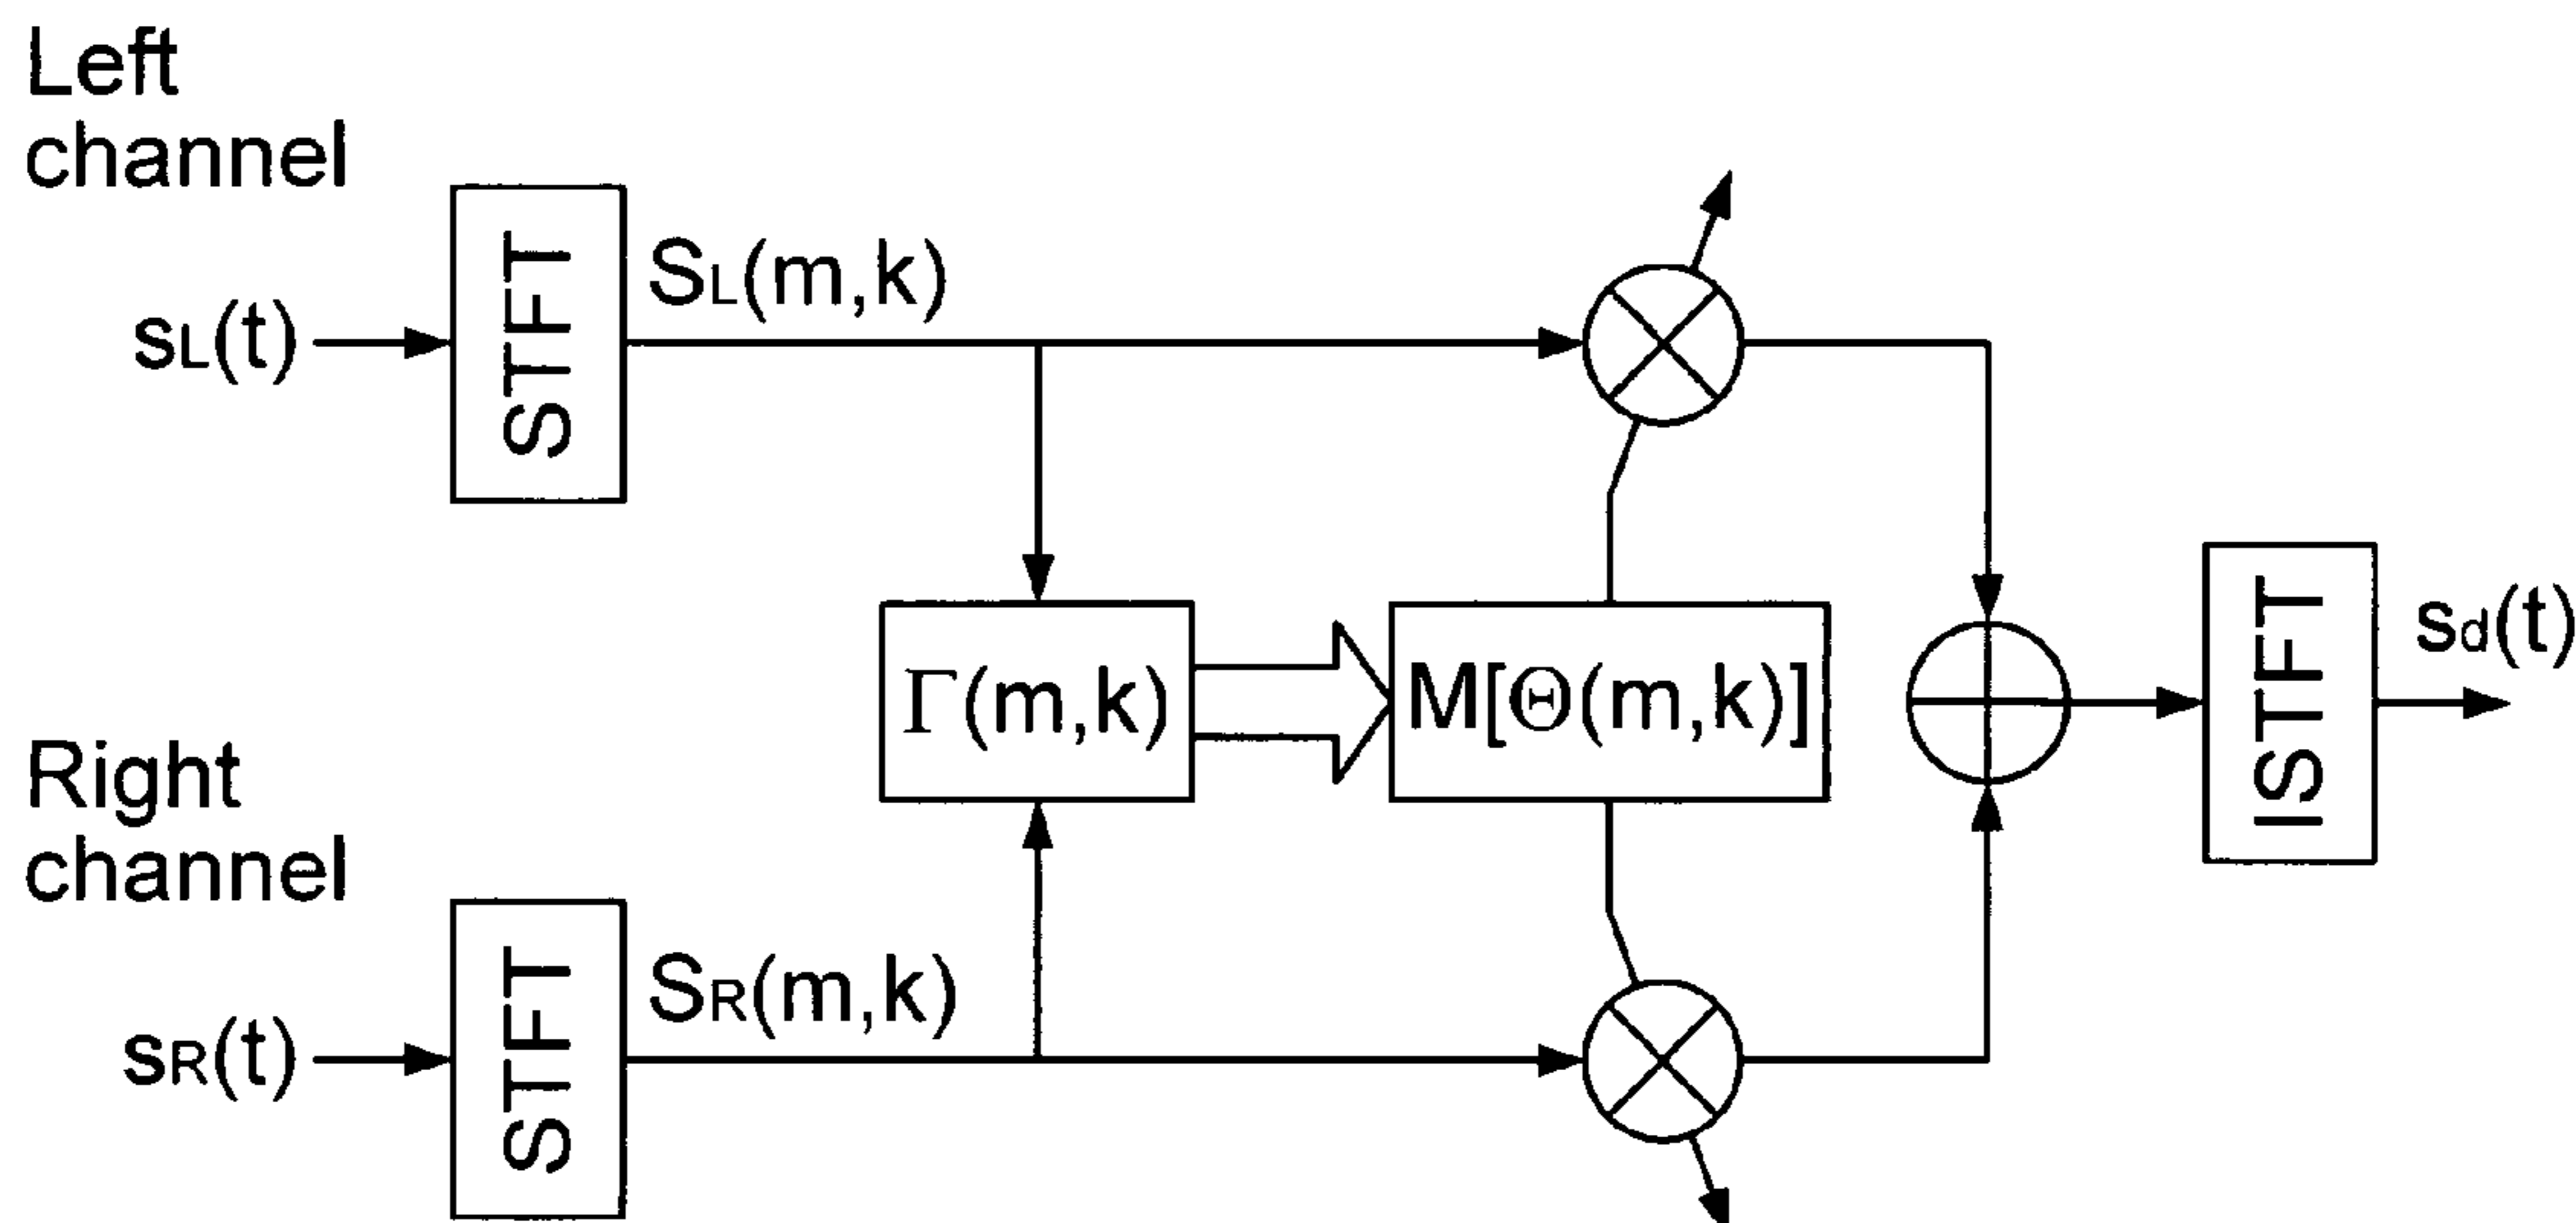 Left
channel
sL(t)
STFT
SL(m,k)
Γ(m,k)
M[Θ(m,k)]
ISTFT
sd(t)
Right
channel
sR(t)
STFT
SR(m,k)